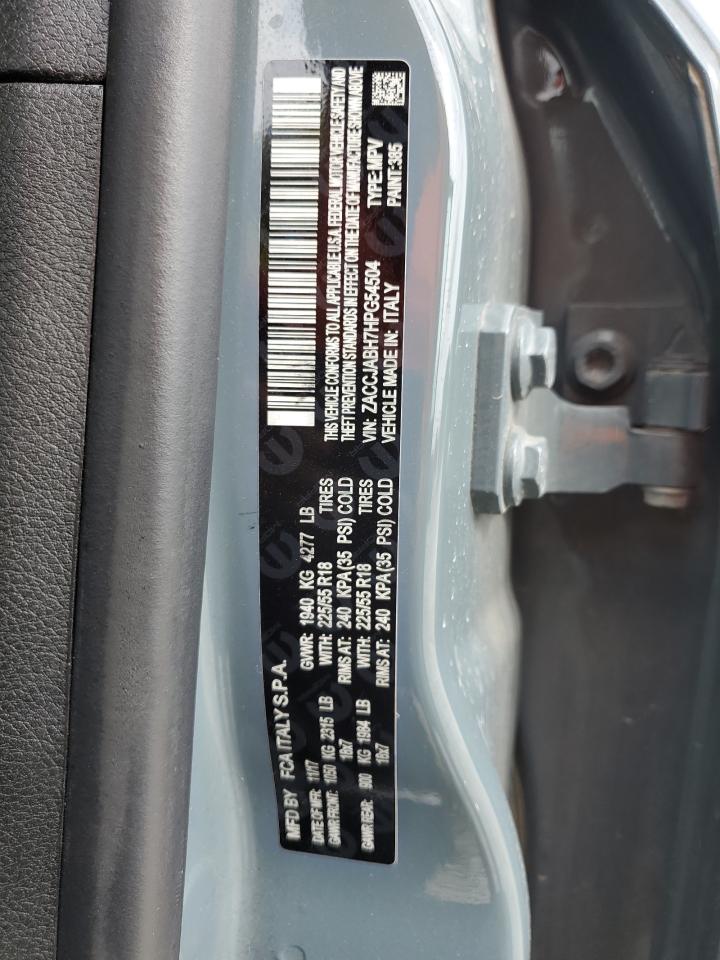 MFD BY FCA ITALY S.P.A. GVWR: 1940 KG 4277 LB
DATE OF MFR: 11/17 WITH: 225/55 R18 TIRES
GAWR FRONT: 1050 KG 2315 LB RIMS AT: 240 KPA(35 PSI) COLD
18x7 WITH: 225/55 R18 TIRES
GAWR REAR: 900 KG 1984 LB RIMS AT: 240 KPA(35 PSI) COLD
18x7
THIS VEHICLE CONFORMS TO ALL APPLICABLE U.S.A. FEDERAL MOTOR VEHICLE SAFETY AND
THEFT PREVENTION STANDARDS IN EFFECT ON THE DATE OF MANUFACTURE SHOWN ABOVE
VIN: ZACCJABH7HPG54504 TYPE:MPV
VEHICLE MADE IN: ITALY PAINT:385